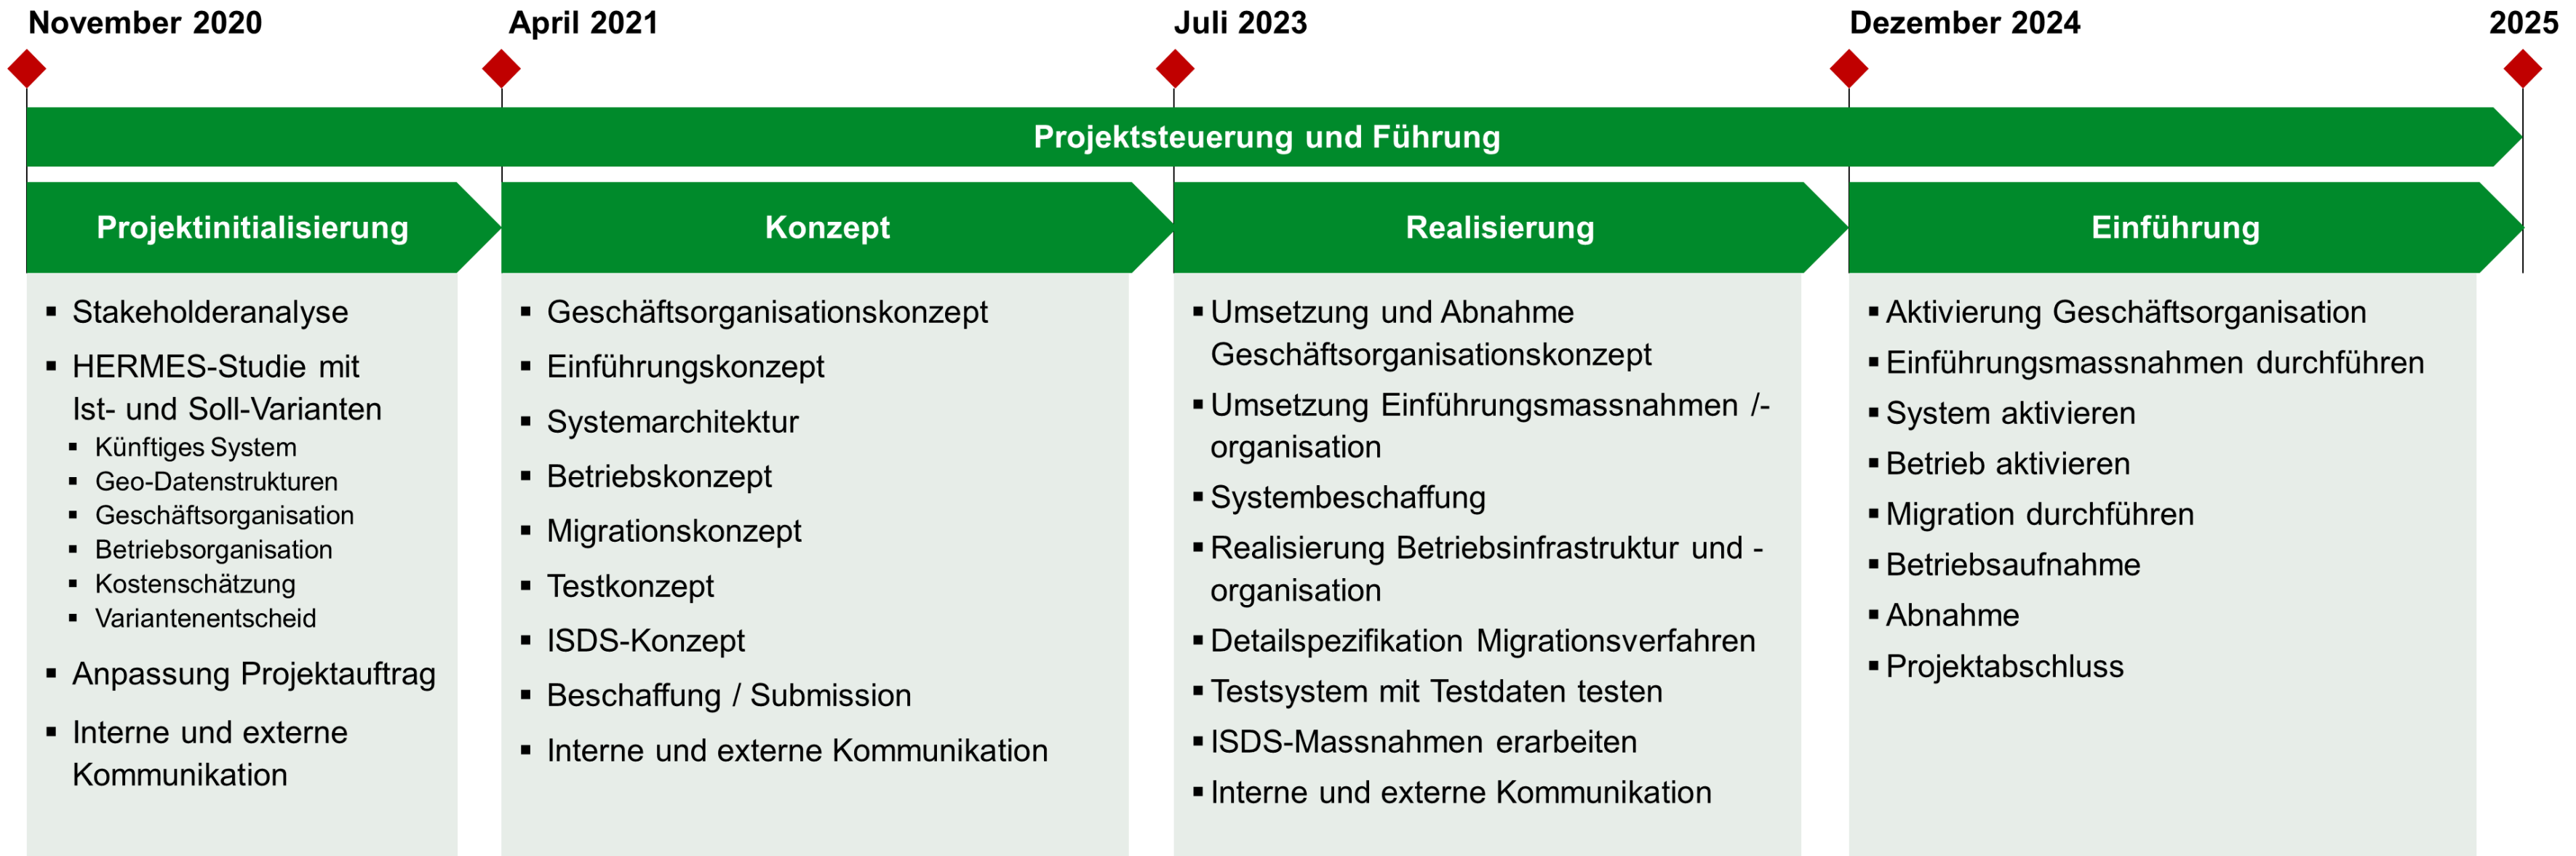 November 2020
April 2021
Juli 2023
Dezember 2024
2025
Projektsteuerung und Führung
Projektinitialisierung
Konzept
Realisierung
Einführung
▪ Stakeholderanalyse
▪ HERMES-Studie mit
Ist- und Soll-Varianten
▪ Künftiges System
▪ Geo-Datenstrukturen
▪ Geschäftsorganisation
▪ Betriebsorganisation
▪ Kostenschätzung
▪ Variantenentscheid
▪ Anpassung Projektauftrag
▪ Interne und externe
Kommunikation
▪ Geschäftsorganisationskonzept
▪ Einführungskonzept
▪ Systemarchitektur
▪ Betriebskonzept
▪ Migrationskonzept
▪ Testkonzept
▪ ISDS-Konzept
▪ Beschaffung / Submission
▪ Interne und externe Kommunikation
▪ Umsetzung und Abnahme
Geschäftsorganisationskonzept
▪ Umsetzung Einführungsmassnahmen /-
organisation
▪ Systembeschaffung
▪ Realisierung Betriebsinfrastruktur und -
organisation
▪ Detailspezifikation Migrationsverfahren
▪ Testsystem mit Testdaten testen
▪ ISDS-Massnahmen erarbeiten
▪ Interne und externe Kommunikation
▪ Aktivierung Geschäftsorganisation
▪ Einführungsmassnahmen durchführen
▪ System aktivieren
▪ Betrieb aktivieren
▪ Migration durchführen
▪ Betriebsaufnahme
▪ Abnahme
▪ Projektabschluss